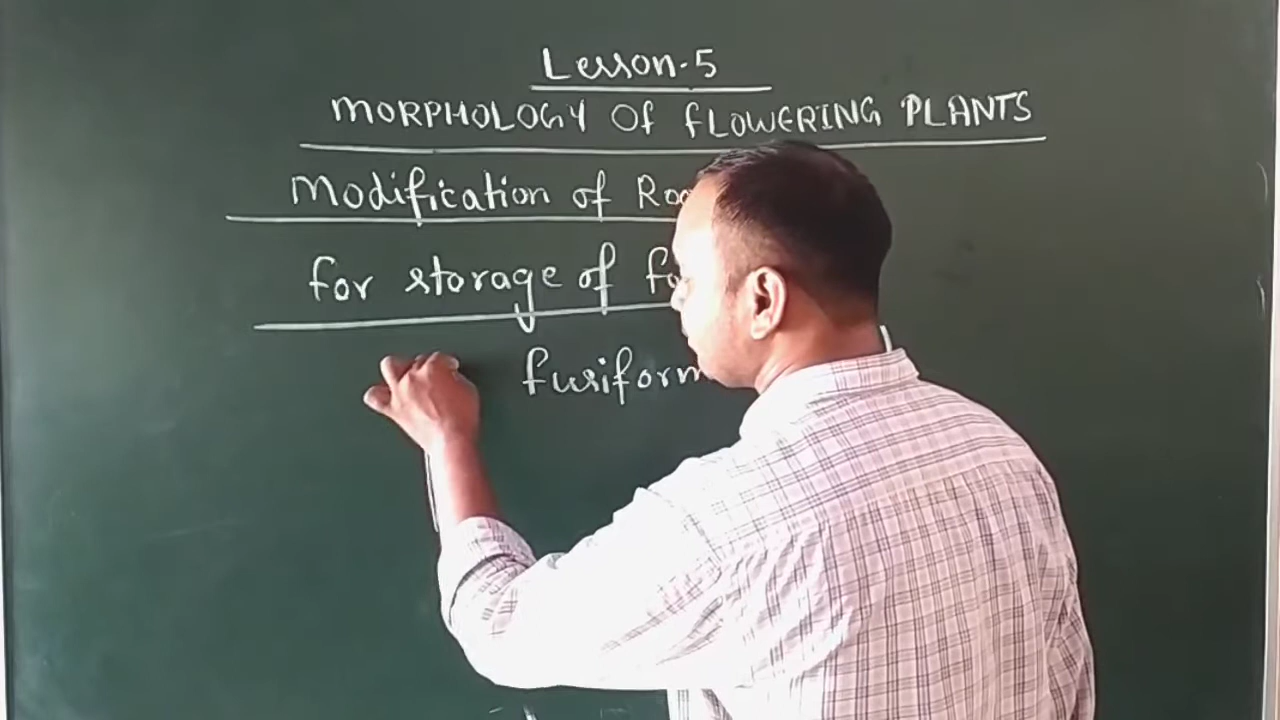 Lesson-5
MORPHOLOGY Of fLOWERING PLANTS
Modification of
for storage of
fusiform